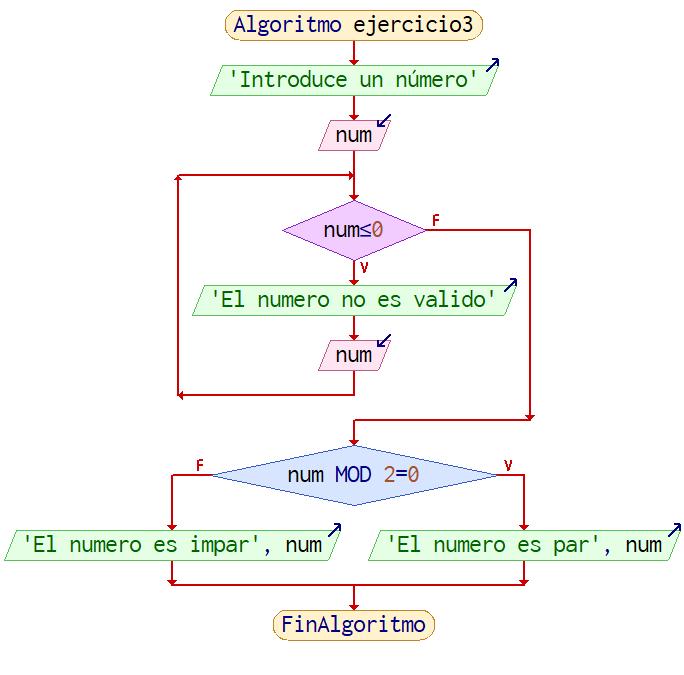 Algoritmo ejercicio3
'Introduce un número'
num
num≤0
F
V
'El numero no es valido'
num
num MOD 2=0
F
V
'El numero es impar', num
'El numero es par', num
FinAlgoritmo